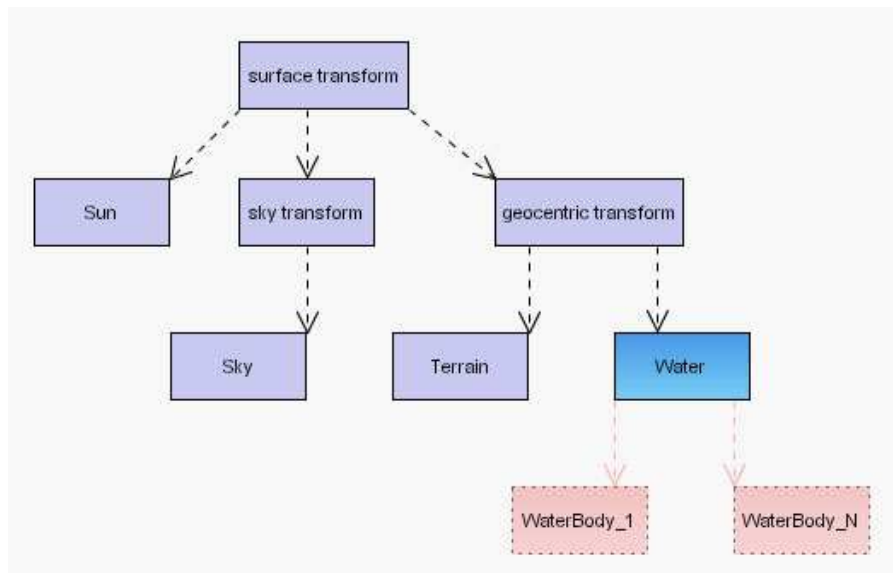 surface transform
Sun
sky transform
geocentric transform
Sky
Terrain
Water
WaterBody_1
WaterBody_N